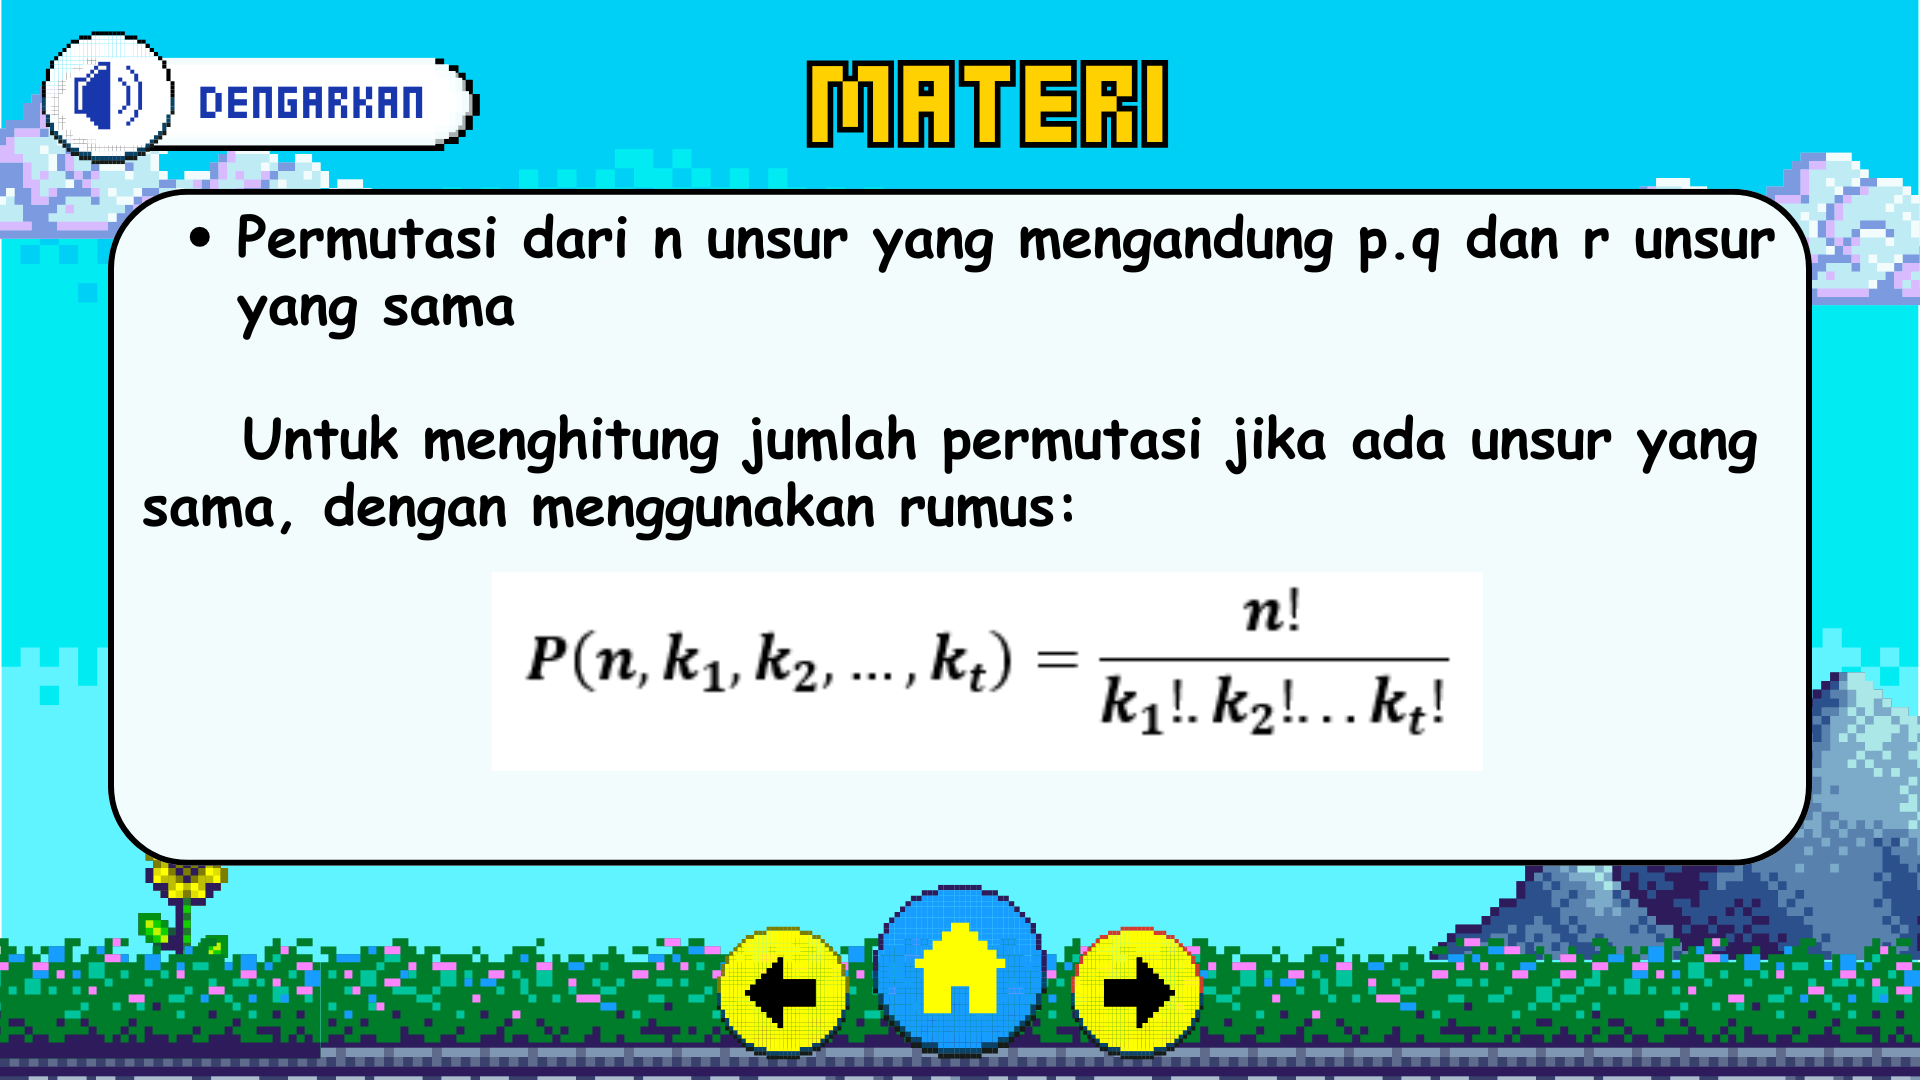 DENGARKAN
MATERI
• Permutasi dari n unsur yang mengandung p.q dan r unsur
yang sama
Untuk menghitung jumlah permutasi jika ada unsur yang
sama, dengan menggunakan rumus:
P(n, k₁, k₂, ... , kₜ) = n! / k₁!. k₂!. . . kₜ!